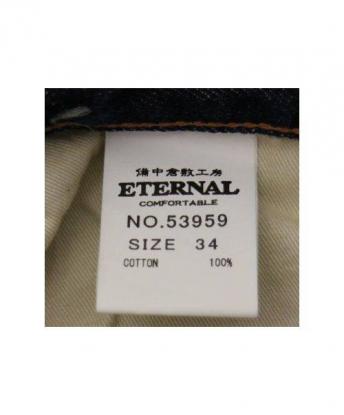 備中倉敷工房
ETERNAL
COMFORTABLE
NO.53959
SIZE 34
COTTON 100%